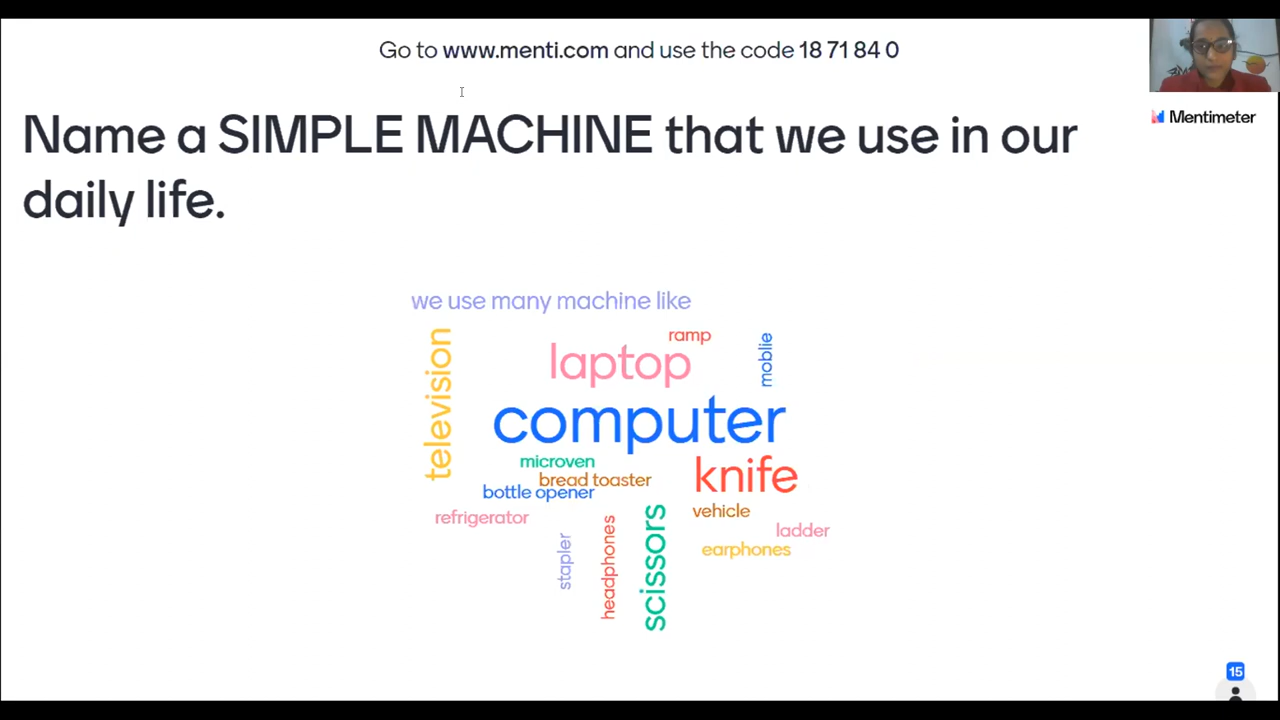 Go to www.menti.com and use the code 18 71 84 0
Mentimeter
Name a SIMPLE MACHINE that we use in our
daily life.
we use many machine like
television
ramp
laptop
moblie
computer
microven
knife
bread toaster
bottle opener
refrigerator
vehicle
ladder
earphones
stapler
headphones
scissors
15